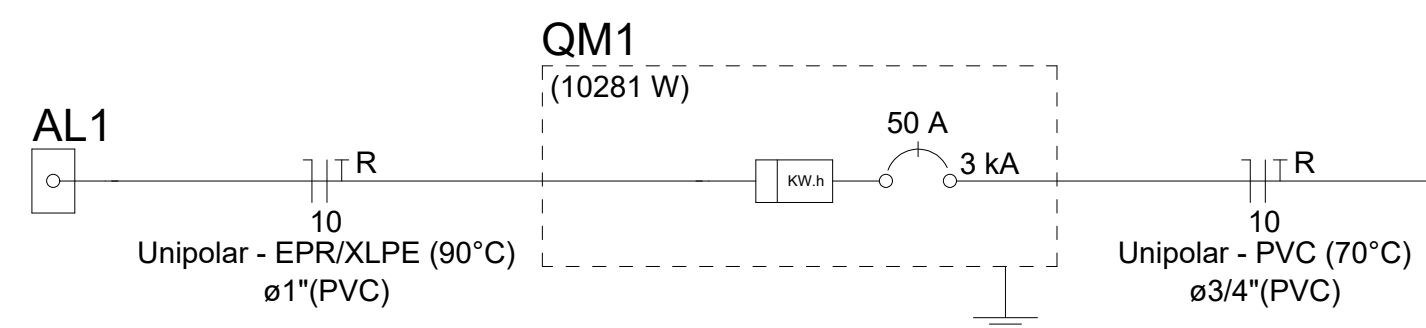 QM1
(10281 W)
AL1
50 A
R
KW.h
3 kA
R
10
10
Unipolar - EPR/XLPE (90°C)
Unipolar - PVC (70°C)
ø1"(PVC)
ø3/4"(PVC)